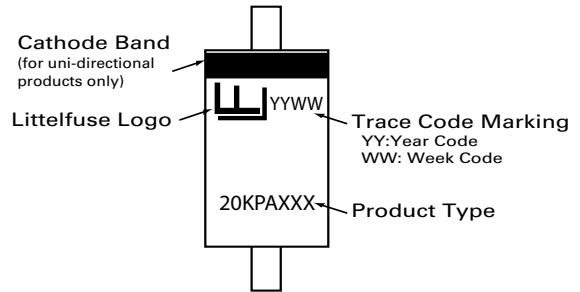 Cathode Band
(for uni-directional
products only)
Littelfuse Logo
YYWW
Trace Code Marking
YY:Year Code
WW: Week Code
20KPAXXX
Product Type